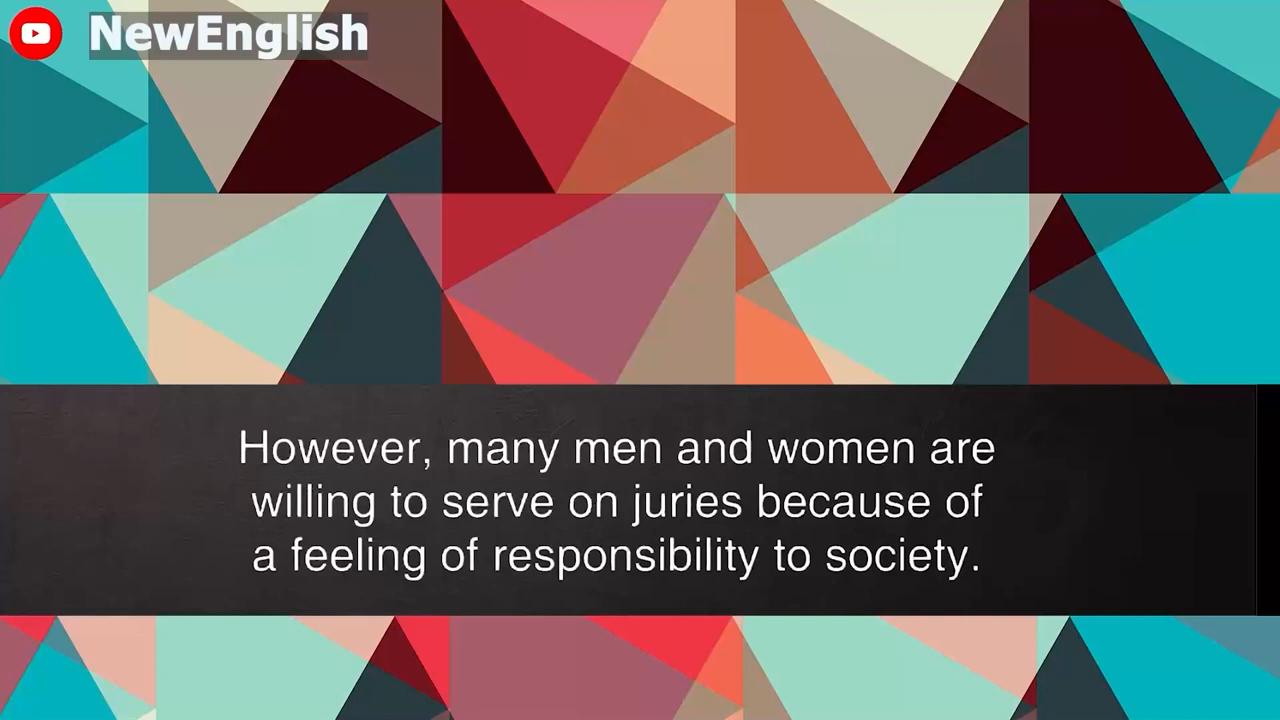 NewEnglish
However, many men and women are
willing to serve on juries because of
a feeling of responsibility to society.